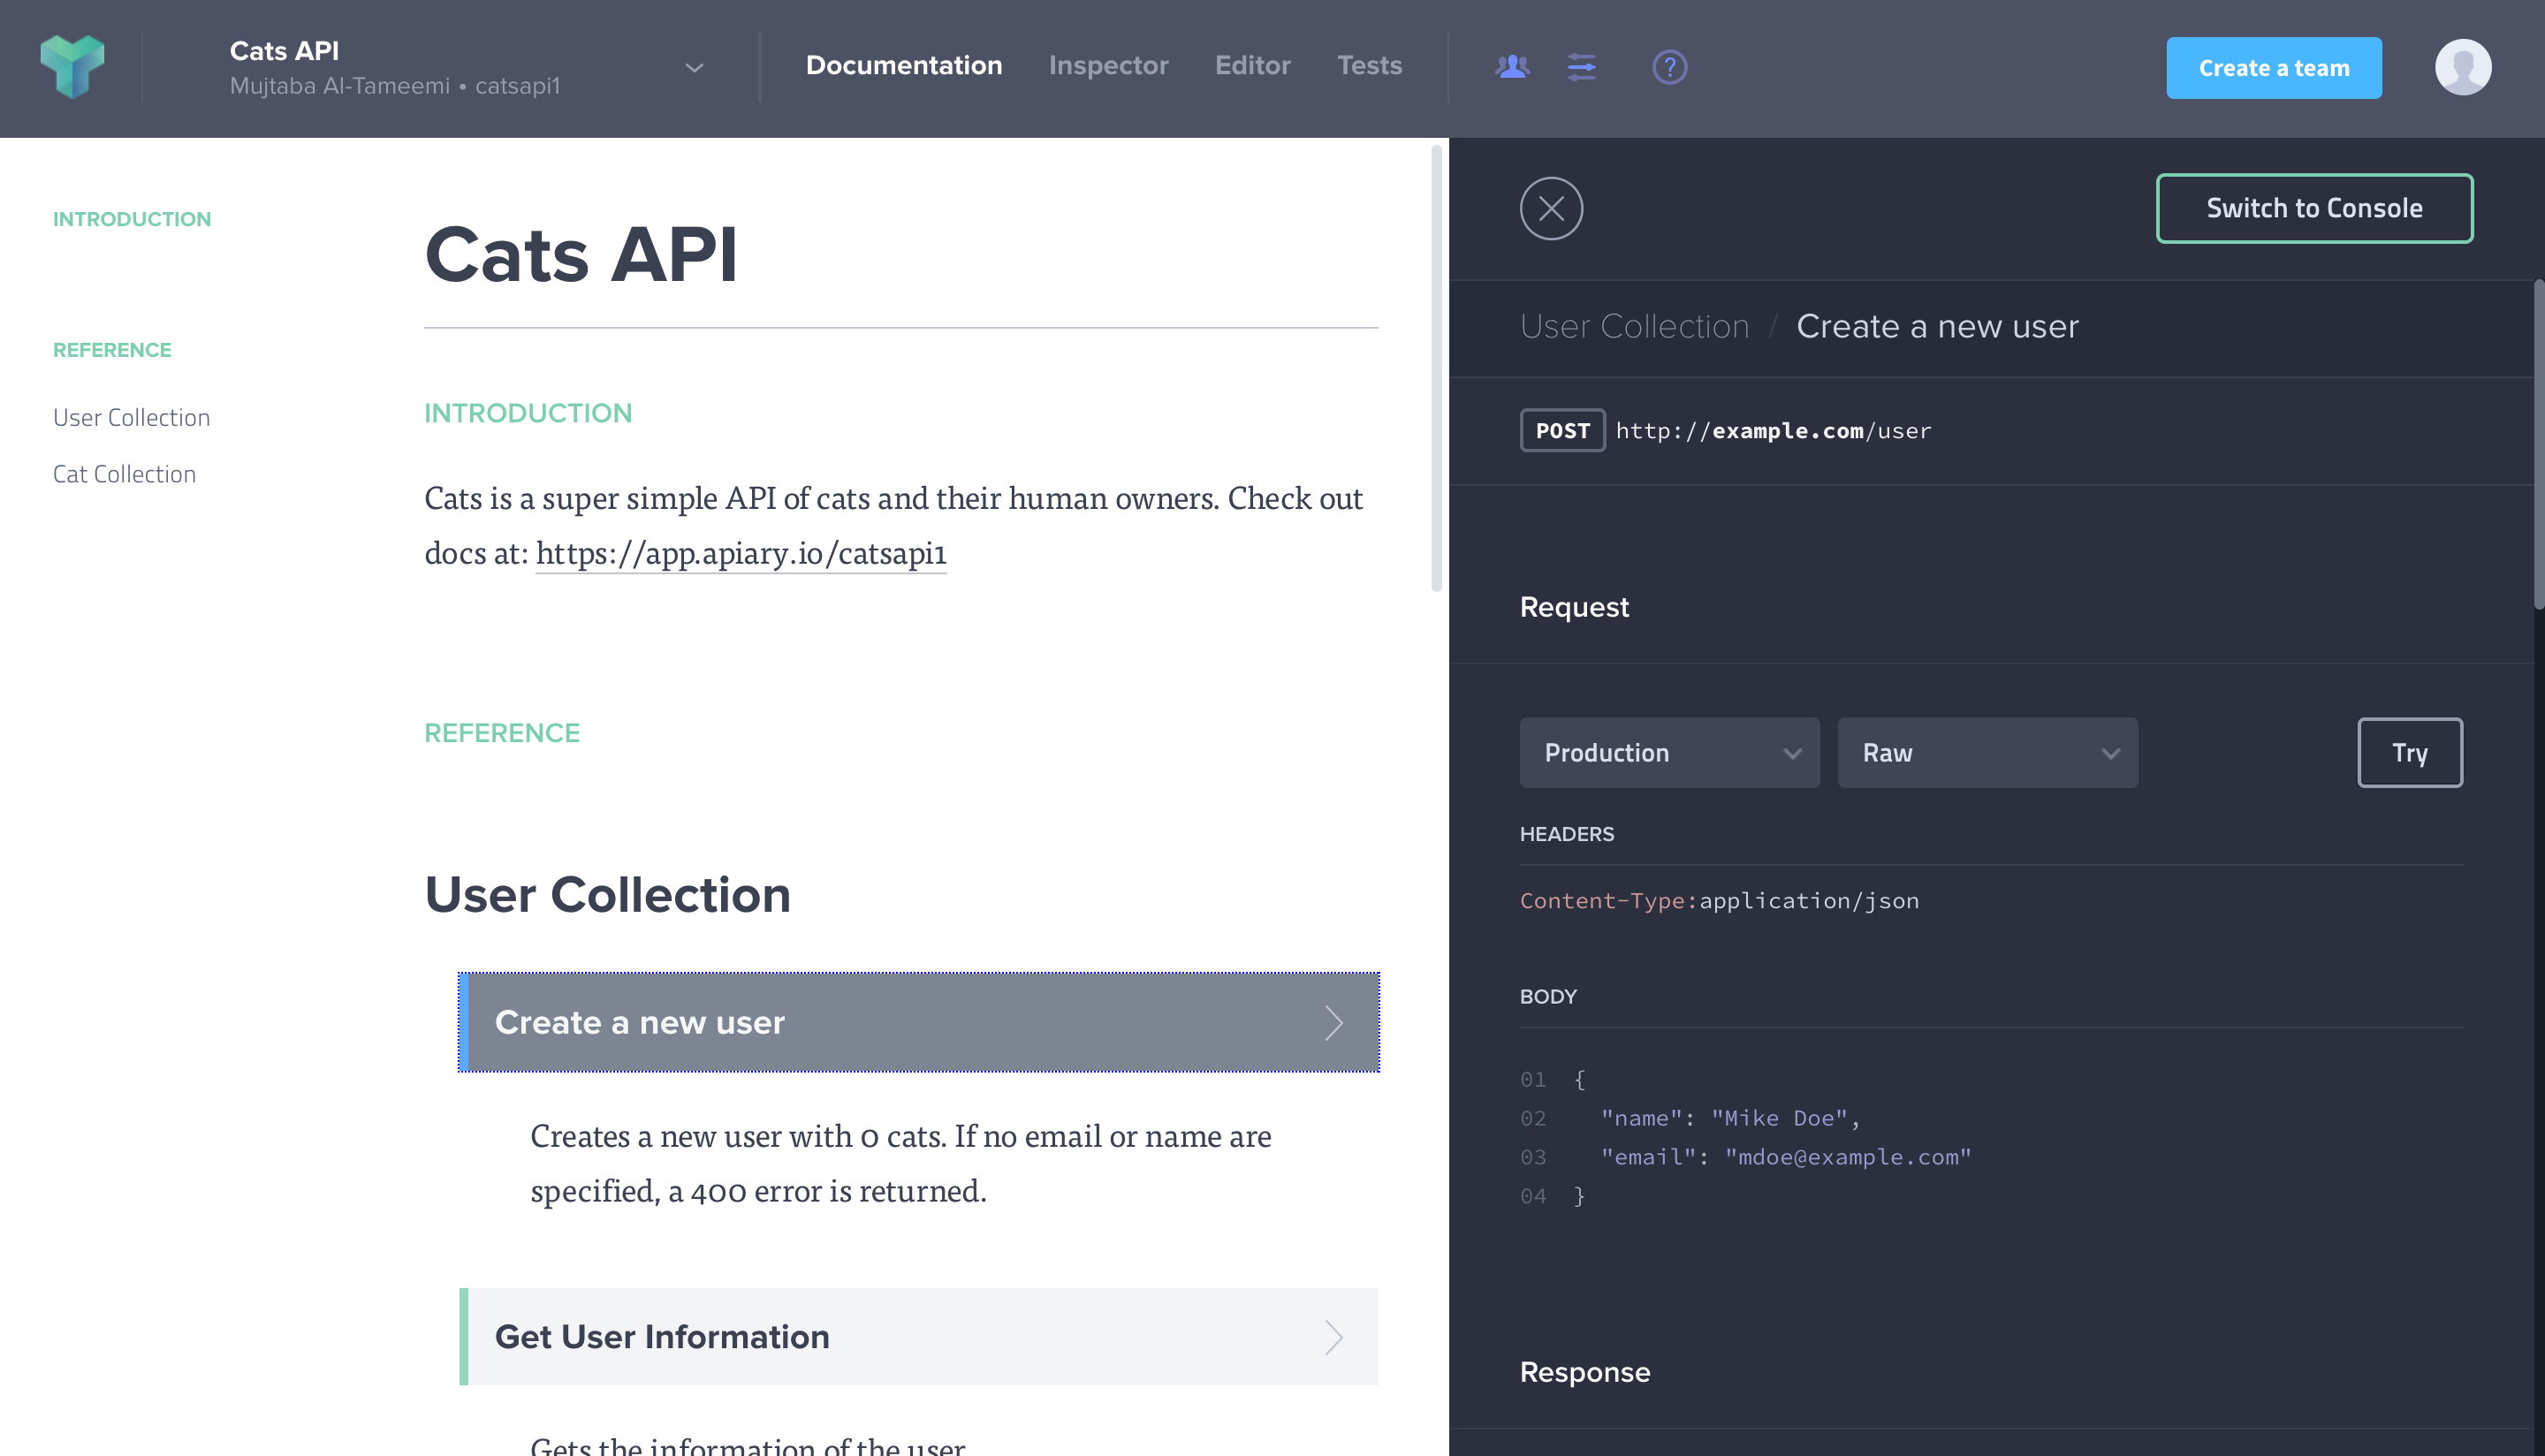 Cats API
Mujtaba Al-Tameemi • catsapi1
Documentation
Inspector
Editor
Tests
?
Create a team
INTRODUCTION
REFERENCE
User Collection
Cat Collection
Cats API
INTRODUCTION
Cats is a super simple API of cats and their human owners. Check out
docs at: https://app.apiary.io/catsapi1
REFERENCE
User Collection
Create a new user
Creates a new user with 0 cats. If no email or name are
specified, a 400 error is returned.
Get User Information
Gets the information of the user
Switch to Console
User Collection / Create a new user
POST http://example.com/user
Request
Production
Raw
Try
HEADERS
Content-Type:application/json
BODY
01 {
02 "name": "Mike Doe",
03 "email": "mdoe@example.com"
04 }
Response